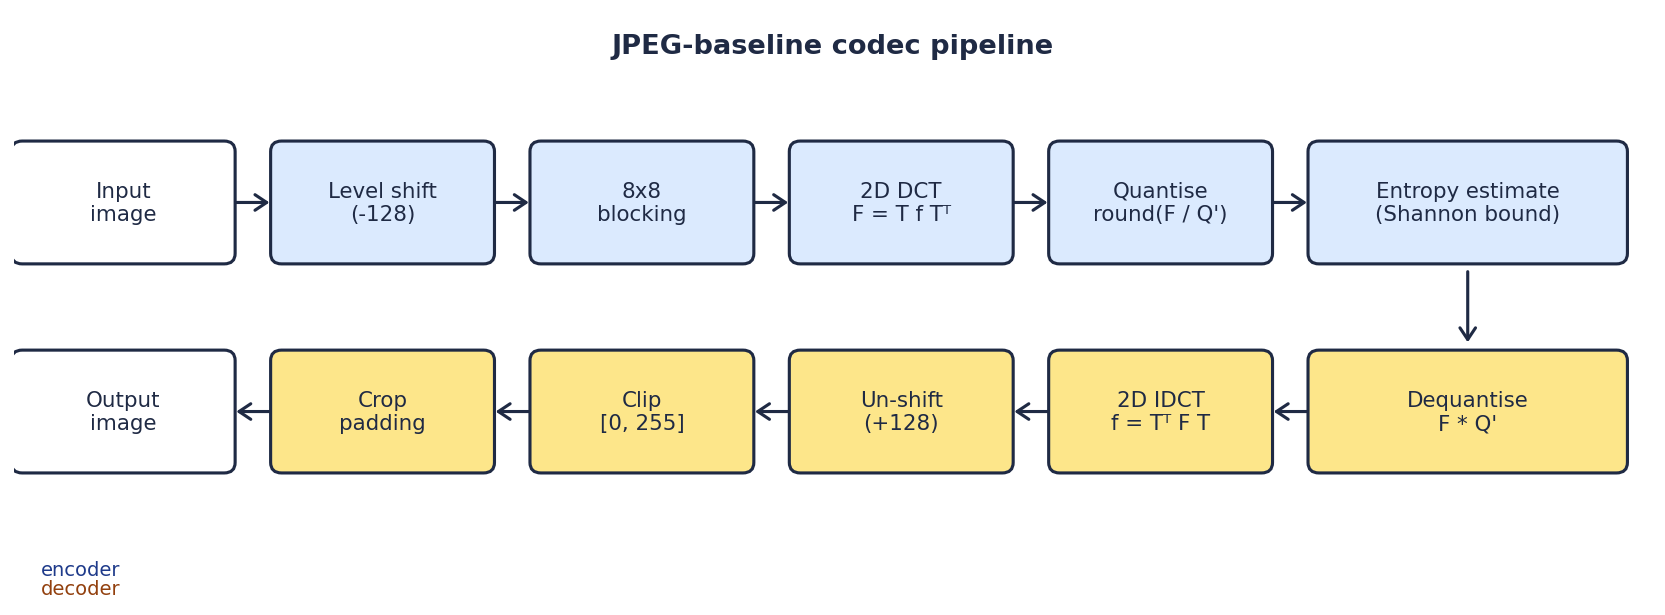 JPEG-baseline codec pipeline
Input
image
Level shift
(-128)
8x8
blocking
2D DCT
F = T f Tᵀ
Quantise
round(F / Q')
Entropy estimate
(Shannon bound)
Output
image
Crop
padding
Clip
[0, 255]
Un-shift
(+128)
2D IDCT
f = Tᵀ F T
Dequantise
F * Q'
encoder
decoder